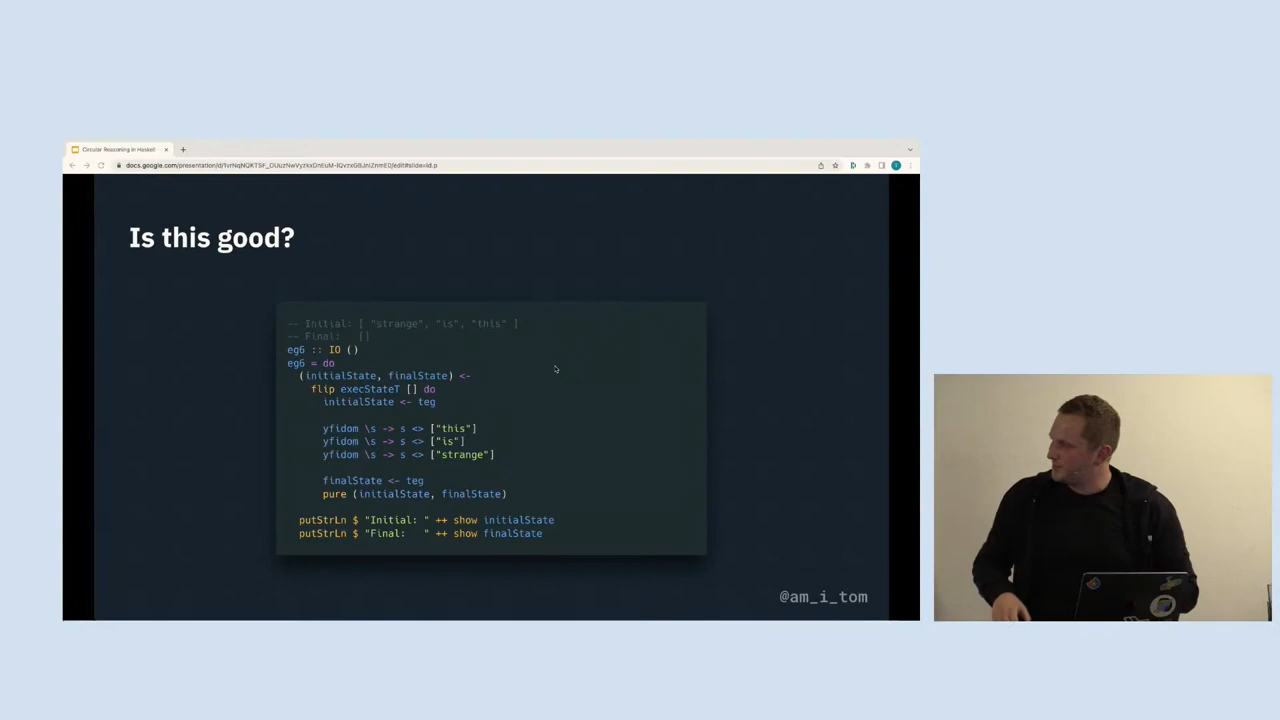 Circular Reasoning in Haskell
Is this good?
-- Initial: [ "strange", "is", "this" ]
-- Final:   []
eg6 :: IO ()
eg6 = do
  (initialState, finalState) <-
    flip execStateT [] do
      initialState <- teg
      yfidom \s -> s <> ["this"]
      yfidom \s -> s <> ["is"]
      yfidom \s -> s <> ["strange"]
      finalState <- teg
      pure (initialState, finalState)
  putStrLn $ "Initial: " ++ show initialState
  putStrLn $ "Final:   " ++ show finalState
@am_i_tom